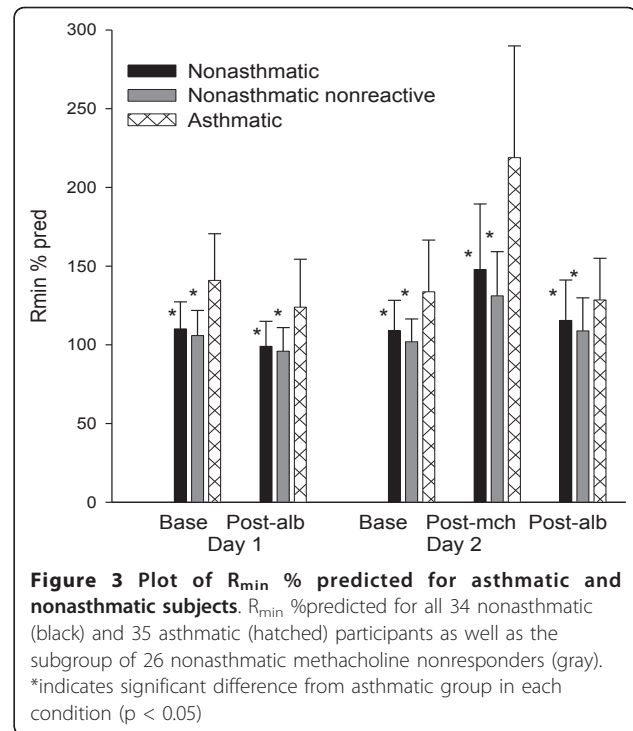 300
250
200
150
100
50
0
Rmin % pred
Nonasthmatic
Nonasthmatic nonreactive
Asthmatic
* * * * * * * * * *
Base Post-alb Base Post-mch Post-alb
Day 1 Day 2
Figure 3 Plot of Rmin % predicted for asthmatic and
nonasthmatic subjects. Rmin %predicted for all 34 nonasthmatic
(black) and 35 asthmatic (hatched) participants as well as the
subgroup of 26 nonasthmatic methacholine nonresponders (gray).
*indicates significant difference from asthmatic group in each
condition (p < 0.05)